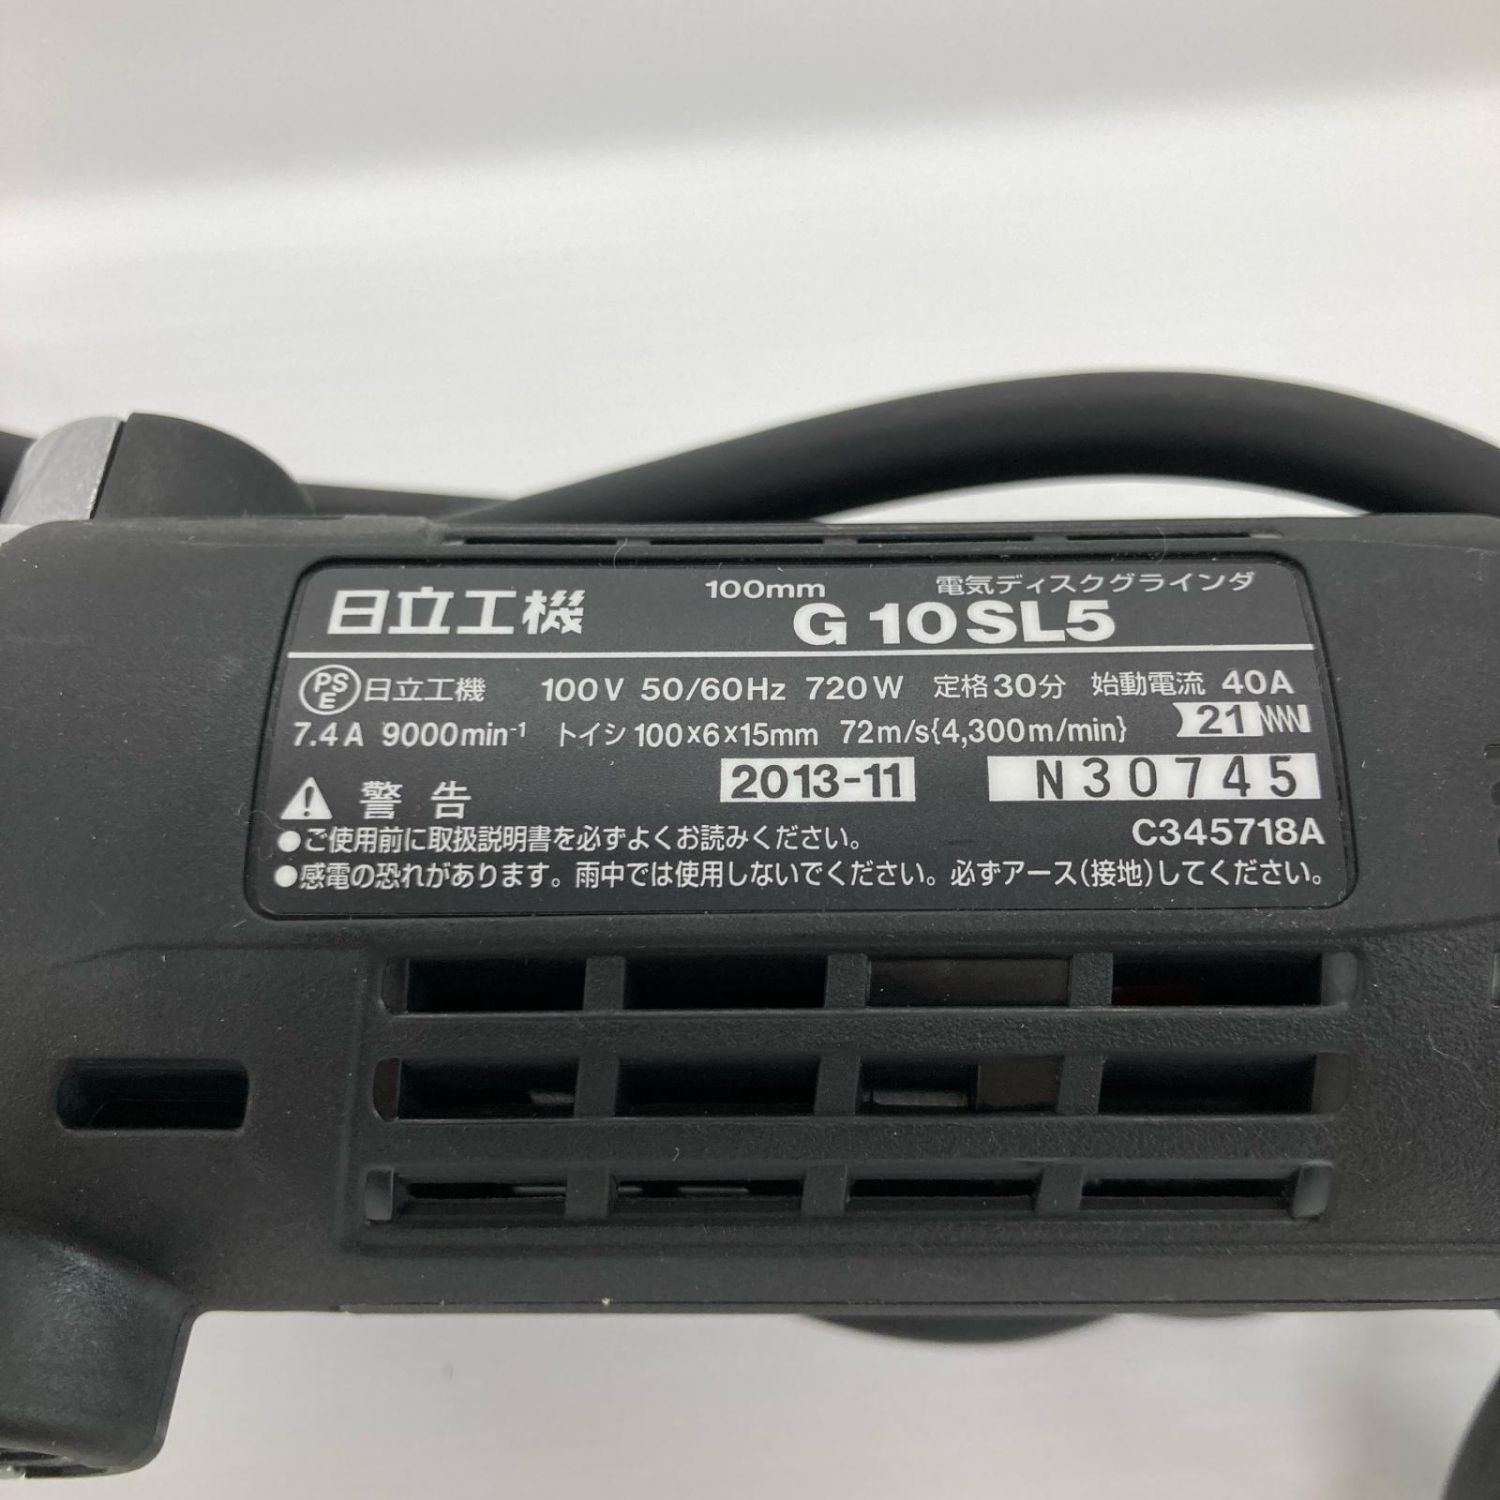 100mm 電気ディスクグラインダ
日立工機 G 10SL5
PSE 日立工機 100V 50/60Hz 720W 定格30分 始動電流 40A
7.4A 9000min⁻¹ トイシ 100×6×15mm 72m/s{4,300m/min} 21
警告 2013-11 N30745
●ご使用前に取扱説明書を必ずよくお読みください。 C345718A
●感電の恐れがあります。雨中では使用しないでください。必ずアース(接地)してください。